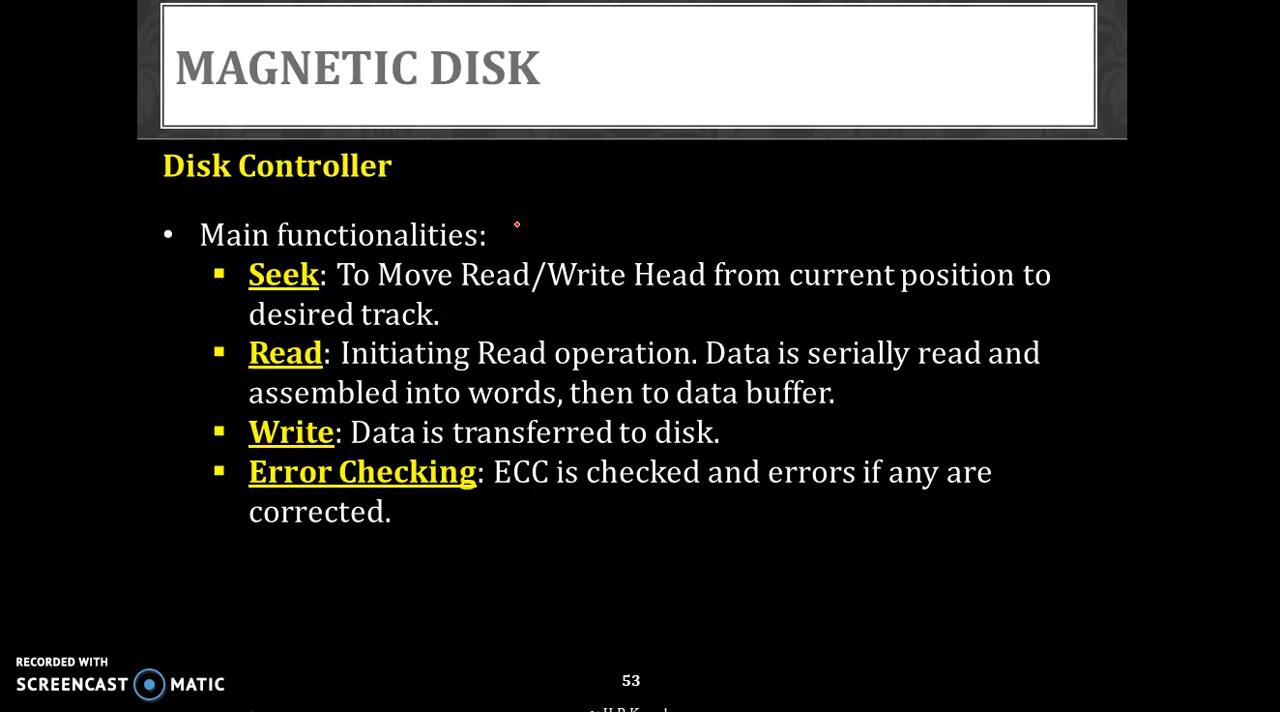 MAGNETIC DISK
Disk Controller
• Main functionalities:
▪ Seek: To Move Read/Write Head from current position to
desired track.
▪ Read: Initiating Read operation. Data is serially read and
assembled into words, then to data buffer.
▪ Write: Data is transferred to disk.
▪ Error Checking: ECC is checked and errors if any are
corrected.
RECORDED WITH
SCREENCAST MATIC
53